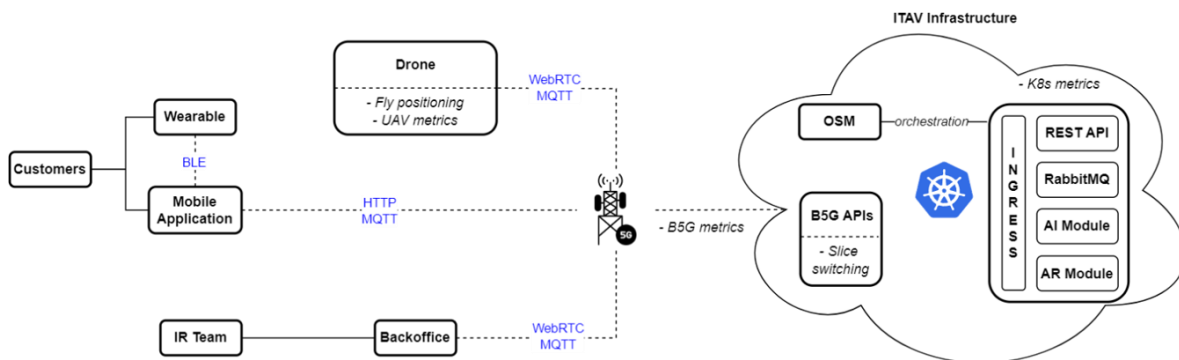 ITAV Infrastructure
Drone
- Fly positioning
- UAV metrics
WebRTC
MQTT
Wearable
Customers
BLE
Mobile
Application
HTTP
MQTT
5G
- B5G metrics
IR Team
Backoffice
WebRTC
MQTT
- K8s metrics
OSM
orchestration
B5G APIs
- Slice
switching
INGRESS
REST API
RabbitMQ
AI Module
AR Module